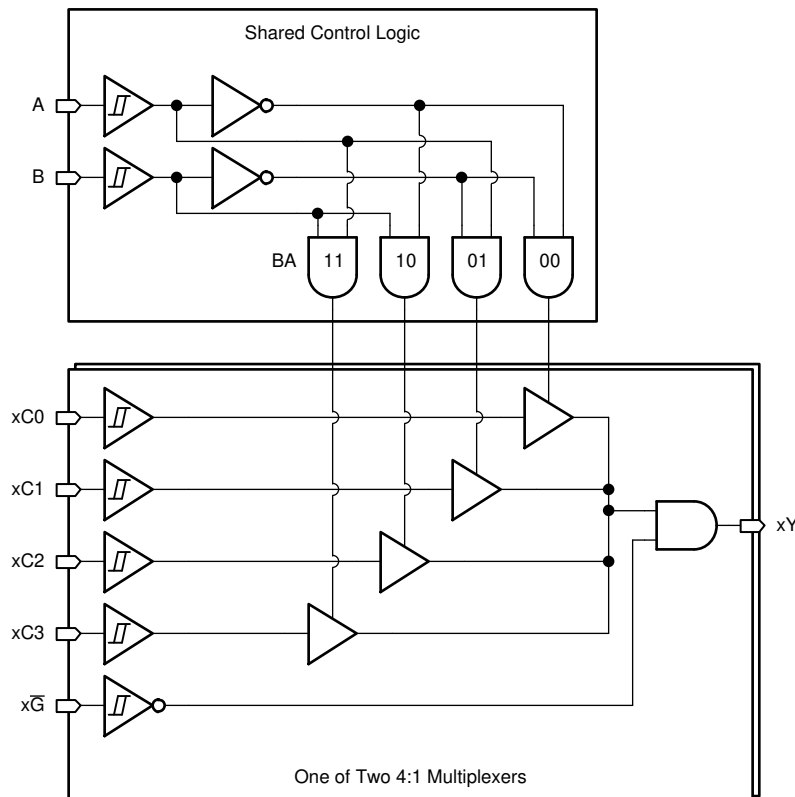 Shared Control Logic
A
B
BA 11 10 01 00
xC0
xC1
xC2
xC3
xG̅
xY
One of Two 4:1 Multiplexers